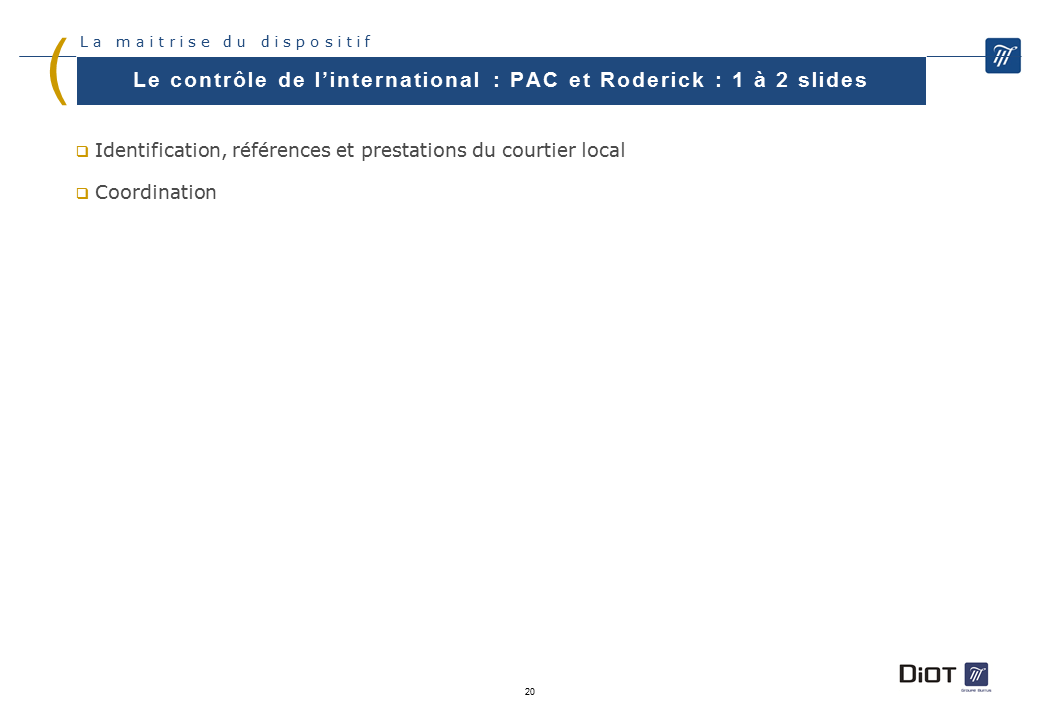 La maitrise du dispositif
Le contrôle de l’international : PAC et Roderick : 1 à 2 slides
Identification, références et prestations du courtier local
Coordination
DiOT
Groupe Burrus
20